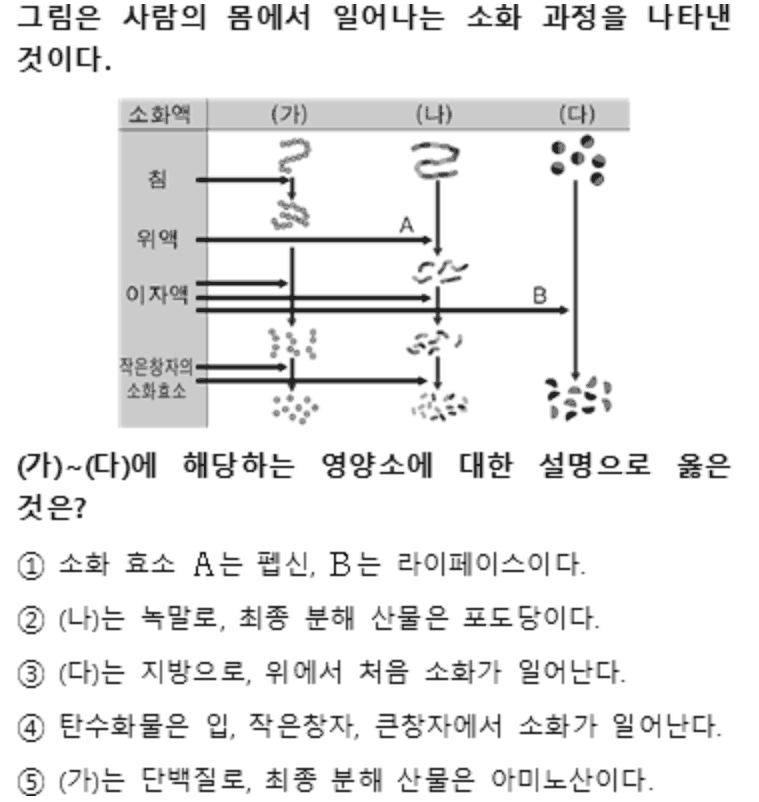 그림은 사람의 몸에서 일어나는 소화 과정을 나타낸
것이다.
소화액 (가) (나) (다)
침
위액 A
이자액 B
작은창자의
소화효소
(가)~(다)에 해당하는 영양소에 대한 설명으로 옳은
것은?
① 소화 효소 A는 펩신, B는 라이페이스이다.
② (나)는 녹말로, 최종 분해 산물은 포도당이다.
③ (다)는 지방으로, 위에서 처음 소화가 일어난다.
④ 탄수화물은 입, 작은창자, 큰창자에서 소화가 일어난다.
⑤ (가)는 단백질로, 최종 분해 산물은 아미노산이다.